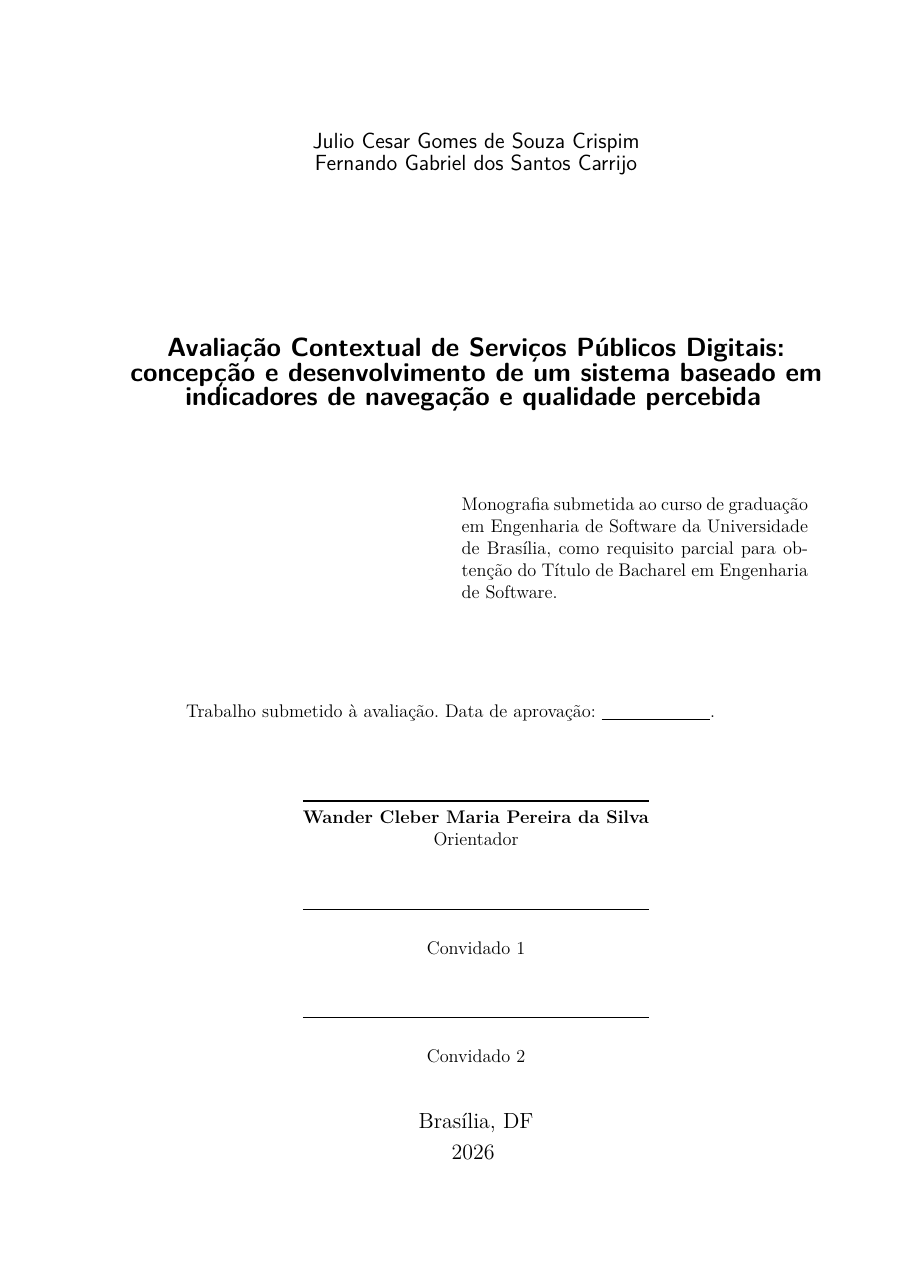 Julio Cesar Gomes de Souza Crispim
Fernando Gabriel dos Santos Carrijo
Avaliação Contextual de Serviços Públicos Digitais:
concepção e desenvolvimento de um sistema baseado em
indicadores de navegação e qualidade percebida
Monografia submetida ao curso de graduação
em Engenharia de Software da Universidade
de Brasília, como requisito parcial para ob-
tenção do Título de Bacharel em Engenharia
de Software.
Trabalho submetido à avaliação. Data de aprovação: ____________.
Wander Cleber Maria Pereira da Silva
Orientador
Convidado 1
Convidado 2
Brasília, DF
2026